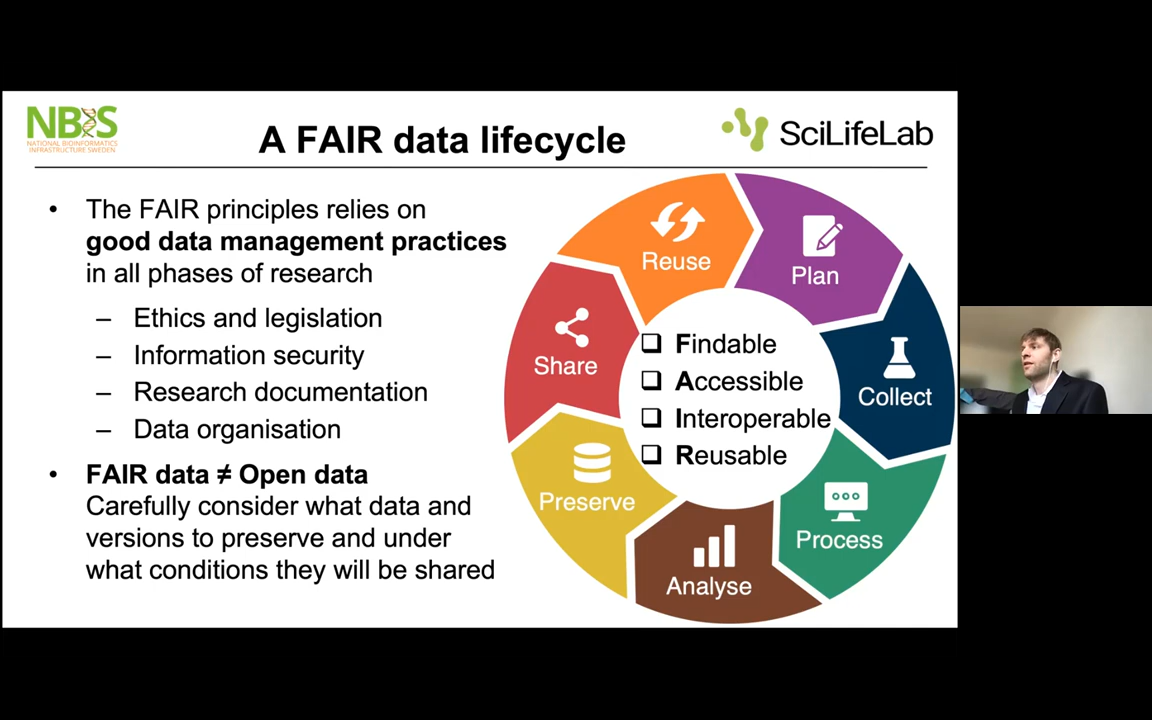 NBIS
NATIONAL BIOINFORMATICS
INFRASTRUCTURE SWEDEN
A FAIR data lifecycle
SciLifeLab
• The FAIR principles relies on
good data management practices
in all phases of research
– Ethics and legislation
– Information security
– Research documentation
– Data organisation
• FAIR data ≠ Open data
Carefully consider what data and
versions to preserve and under
what conditions they will be shared
Reuse
Plan
Collect
Process
Analyse
Preserve
Share
❑ Findable
❑ Accessible
❑ Interoperable
❑ Reusable